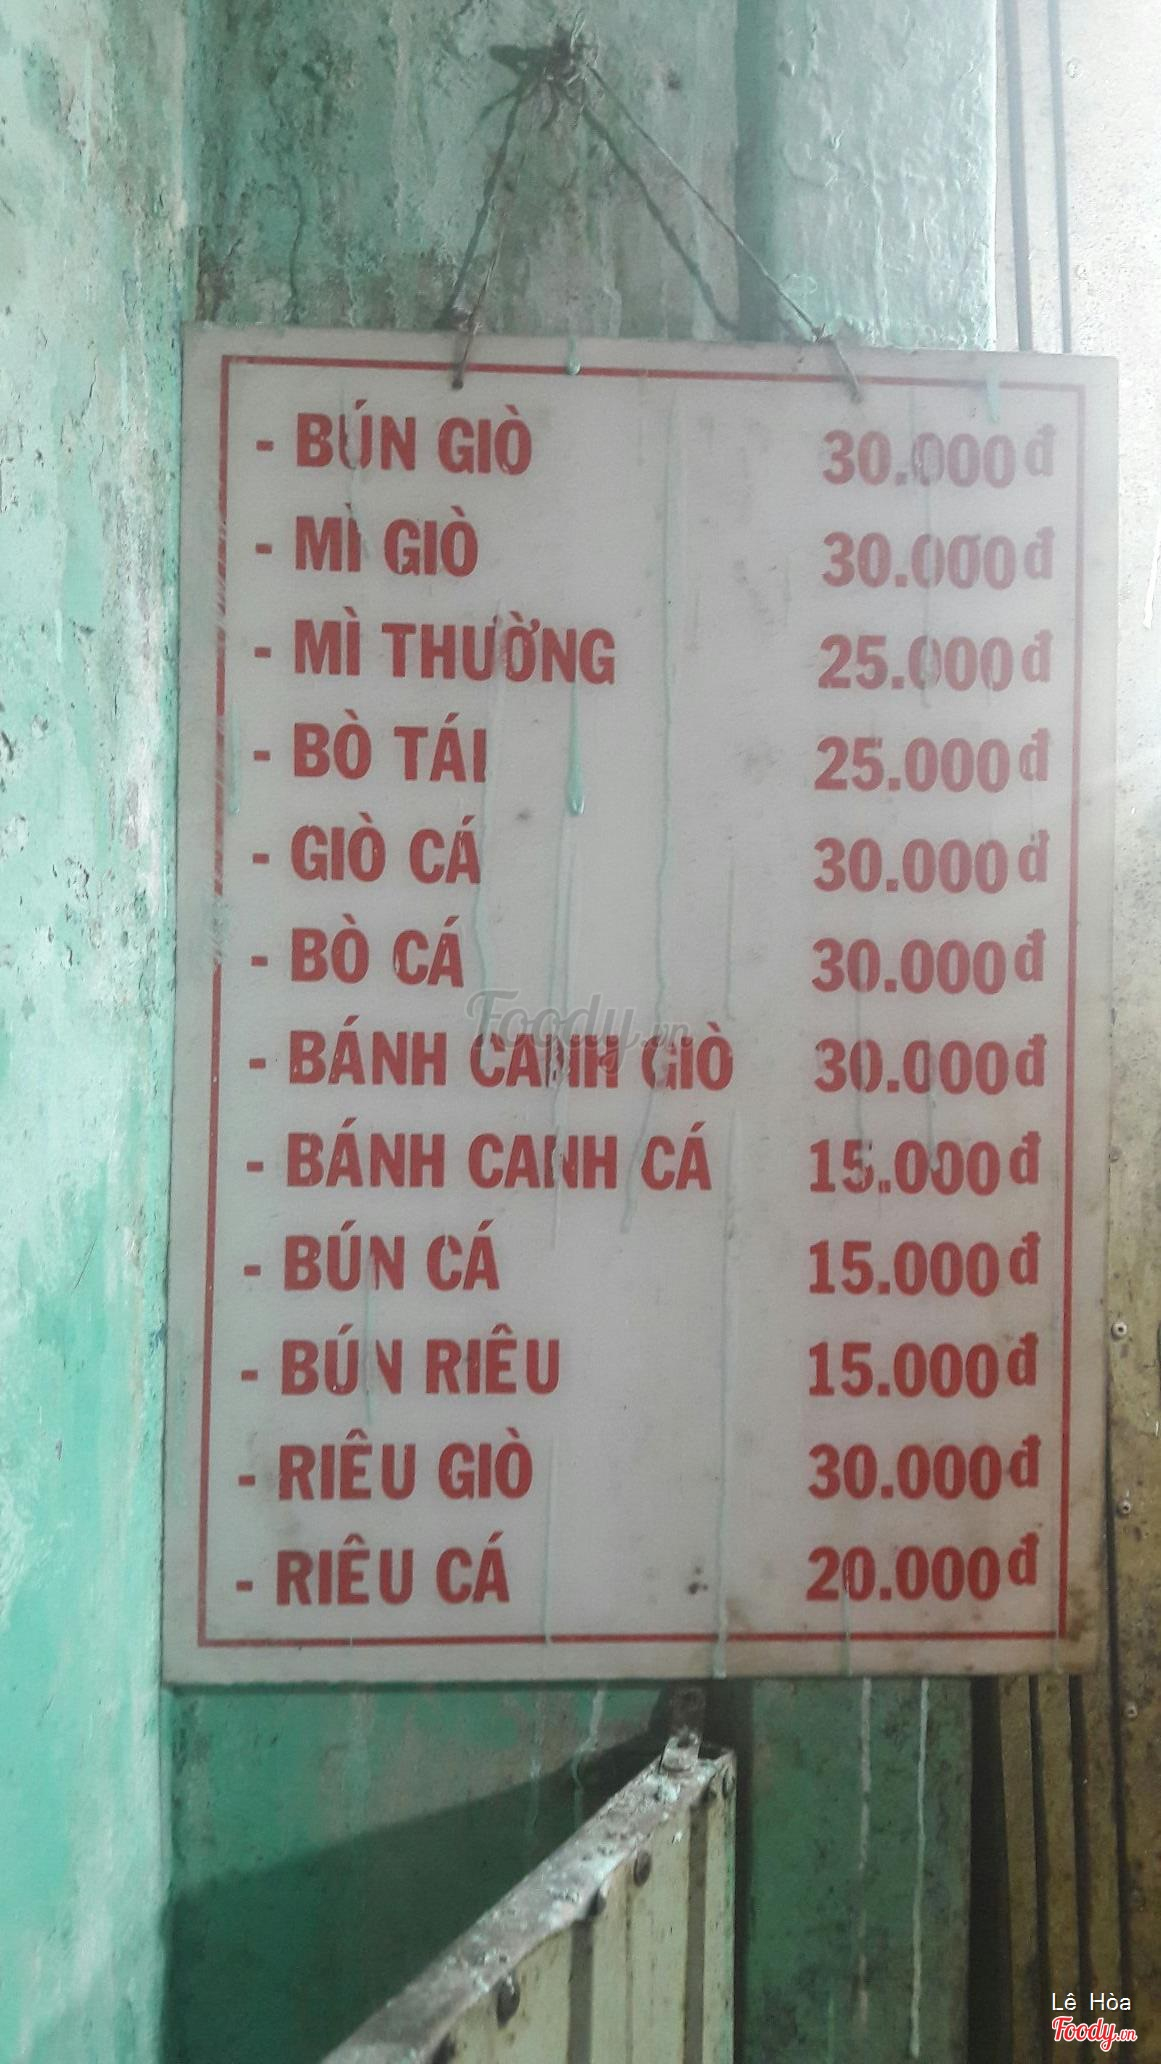 - BÚN GIÒ 30.000đ
- MÌ GIÒ 30.000đ
- MÌ THƯỜNG 25.000đ
- BÒ TÁI 25.000đ
- GIÒ CÁ 30.000đ
- BÒ CÁ 30.000đ
- BÁNH CANH GIÒ 30.000đ
- BÁNH CANH CÁ 15.000đ
- BÚN CÁ 15.000đ
- BÚN RIÊU 15.000đ
- RIÊU GIÒ 30.000đ
- RIÊU CÁ 20.000đ
Foody.vn
Lê Hòa
Foody.vn